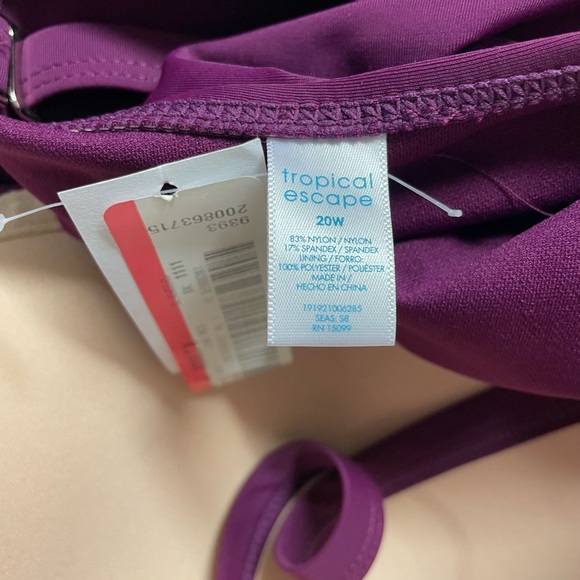 tropical
escape
20W
83% NYLON / NYLON
17% SPANDEX / SPANDEX
LINING / FORRO:
100% POLYESTER / POLIÉSTER
MADE IN /
HECHO EN CHINA
191921006285
SEAS: S8
RN 15099
9393
200863715